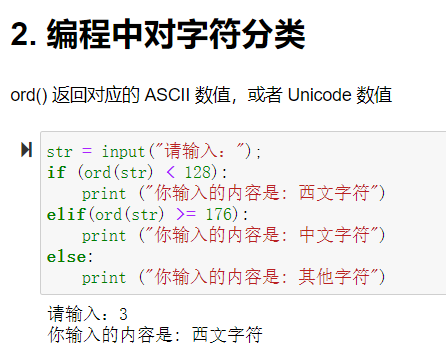 2. 编程中对字符分类
ord() 返回对应的 ASCII 数值，或者 Unicode 数值
str = input("请输入：");
if (ord(str) < 128):
    print ("你输入的内容是: 西文字符")
elif(ord(str) >= 176):
    print ("你输入的内容是: 中文字符")
else:
    print ("你输入的内容是: 其他字符")
请输入：3
你输入的内容是: 西文字符